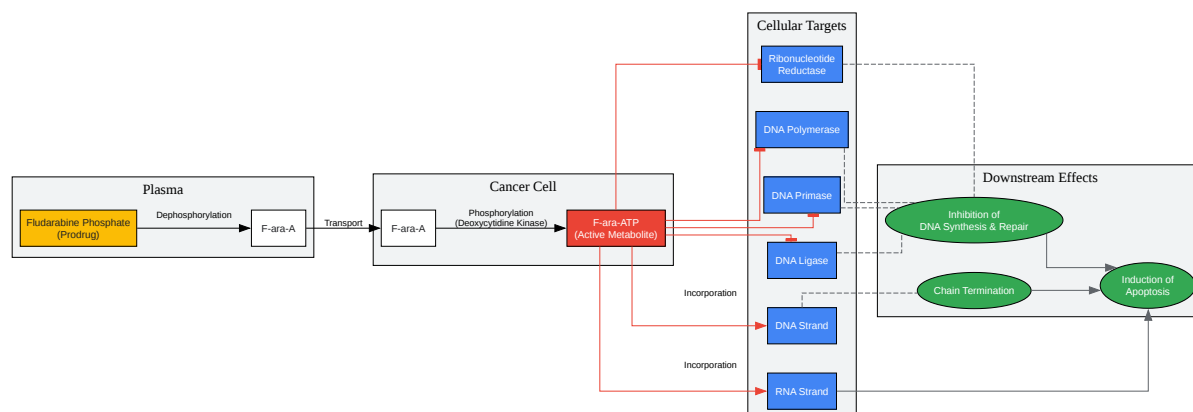 Cellular Targets
Ribonucleotide
Reductase
DNA Polymerase
DNA Primase
DNA Ligase
DNA Strand
RNA Strand
Plasma
Fludarabine Phosphate
(Prodrug)
Dephosphorylation
F-ara-A
Transport
Cancer Cell
F-ara-A
Phosphorylation
(Deoxycytidine Kinase)
F-ara-ATP
(Active Metabolite)
Incorporation
Incorporation
Downstream Effects
Inhibition of
DNA Synthesis & Repair
Chain Termination
Induction of
Apoptosis